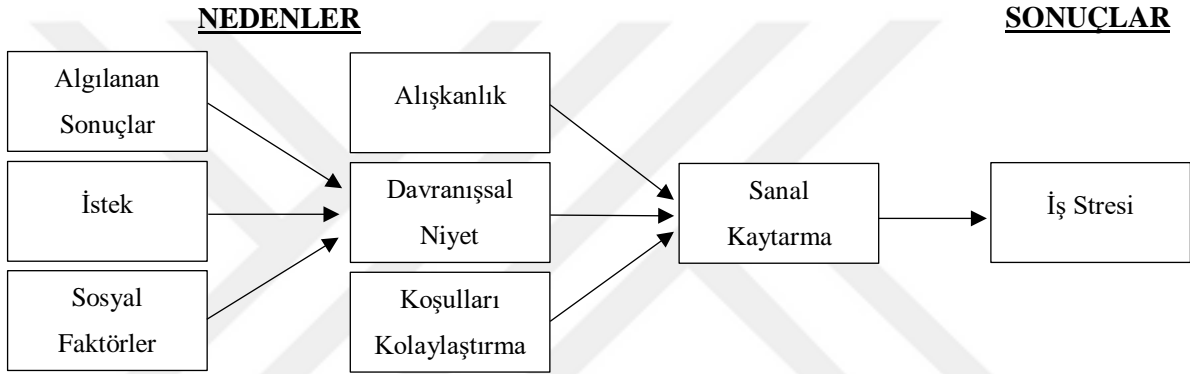 NEDENLER
SONUÇLAR
Algılanan
Sonuçlar
Alışkanlık
İstek
Davranışsal
Niyet
Sanal
Kaytarma
İş Stresi
Sosyal
Faktörler
Koşulları
Kolaylaştırma